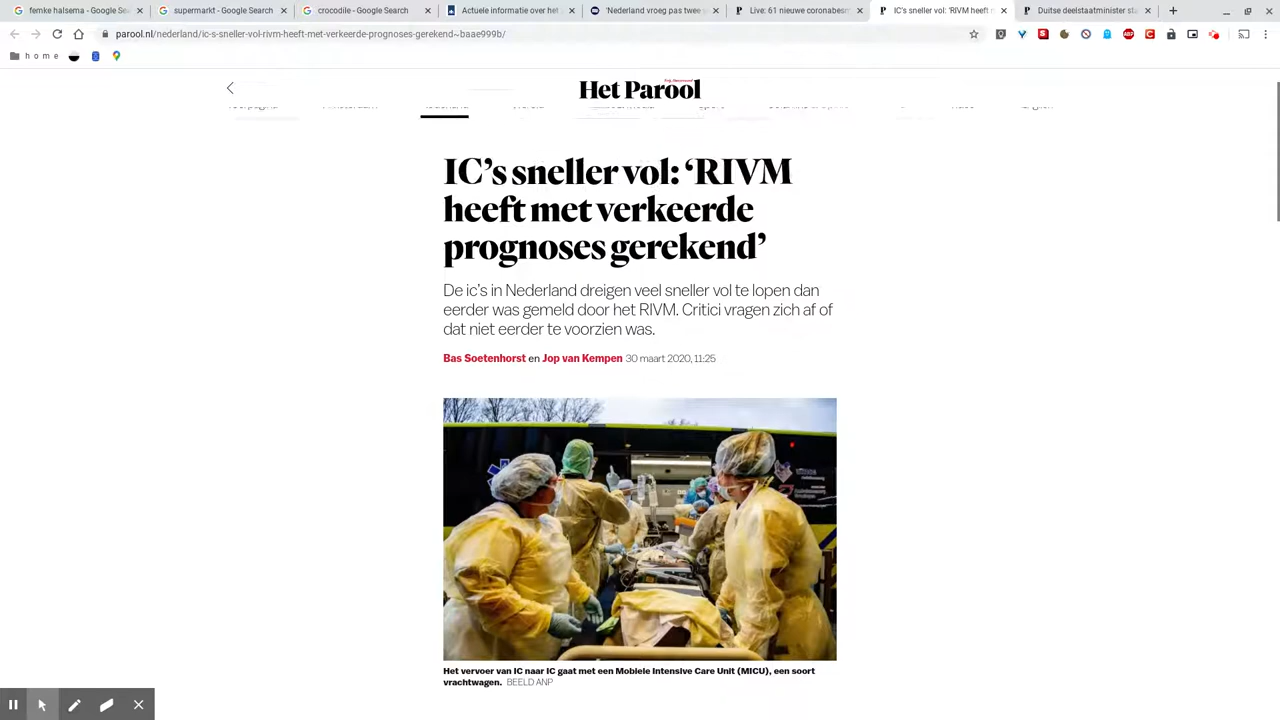 femke halsema - Google Sea
supermarkt - Google Search
crocodile - Google Search
Actuele informatie over het
'Nederland vroeg pas twee s
Live: 61 nieuwe coronabesm
IC's sneller vol: 'RIVM heeft
Duitse deelstaatminister sta
parool.nl/nederland/ic-s-sneller-vol-rivm-heeft-met-verkeerde-prognoses-gerekend~baae999b/
home
Het Parool
IC's sneller vol: 'RIVM
heeft met verkeerde
prognoses gerekend'
De ic's in Nederland dreigen veel sneller vol te lopen dan
eerder was gemeld door het RIVM. Critici vragen zich af of
dat niet eerder te voorzien was.
Bas Soetenhorst en Jop van Kempen 30 maart 2020, 11:25
Het vervoer van IC naar IC gaat met een Mobiele Intensive Care Unit (MICU), een soort
vrachtwagen. BEELD ANP